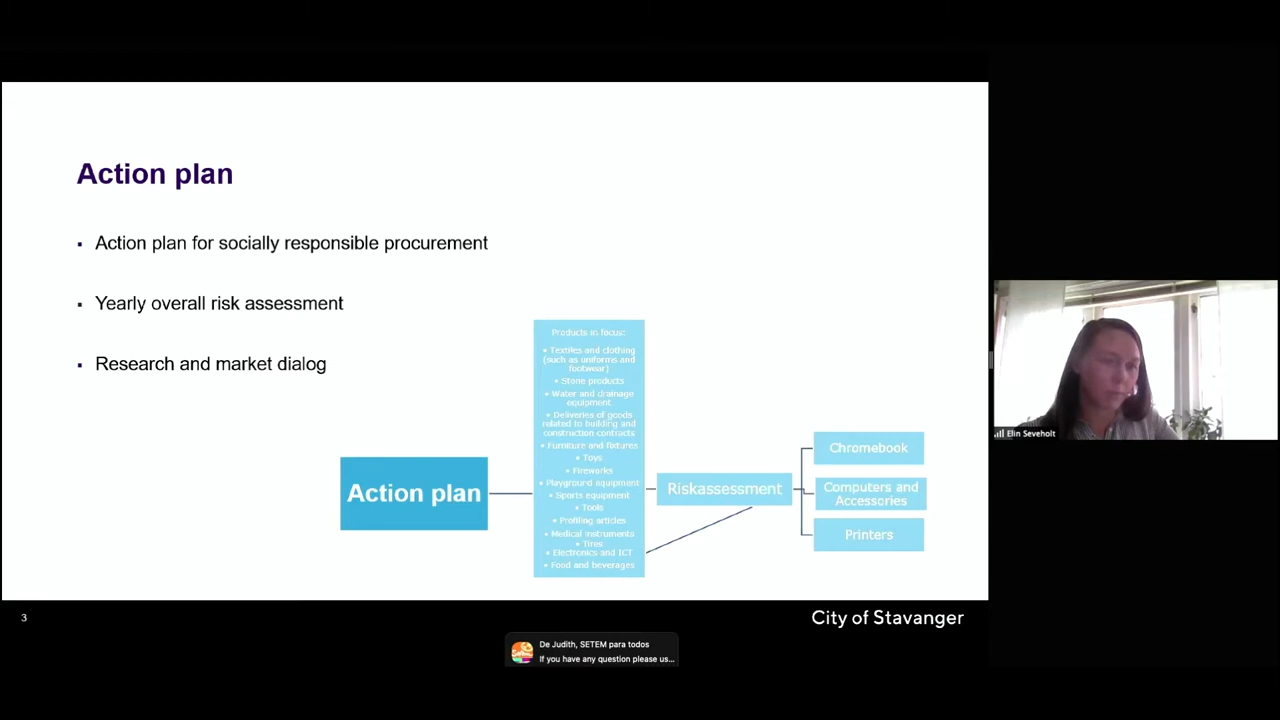 Action plan
▪ Action plan for socially responsible procurement
▪ Yearly overall risk assessment
▪ Research and market dialog
Action plan
Products in focus:
• Textiles and clothing
(such as uniforms and
footwear)
• Stone products
• Water and drainage
equipment
• Deliveries of goods
related to building and
construction contracts
• Furniture and fixtures
• Toys
• Fireworks
• Playground equipment
• Sports equipment
• Tools
• Profiling articles
• Medical instruments
• Tires
• Electronics and ICT
• Food and beverages
Riskassessment
Chromebook
Computers and
Accessories
Printers
Elin Seveholt
3
City of Stavanger
De Judith, SETEM para todos
If you have any question please us...